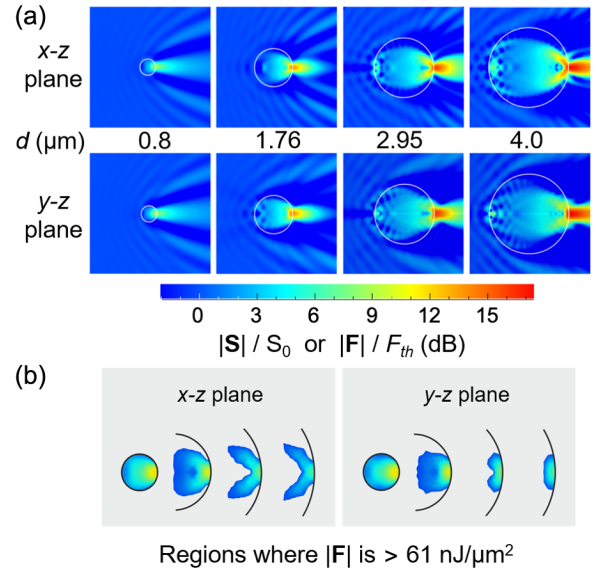 (a)
x-z
plane
d (μm) 0.8 1.76 2.95 4.0
y-z
plane
0 3 6 9 12 15
|S| / S₀ or |F| / Fₜₕ (dB)
(b)
x-z plane y-z plane
Regions where |F| is > 61 nJ/μm²